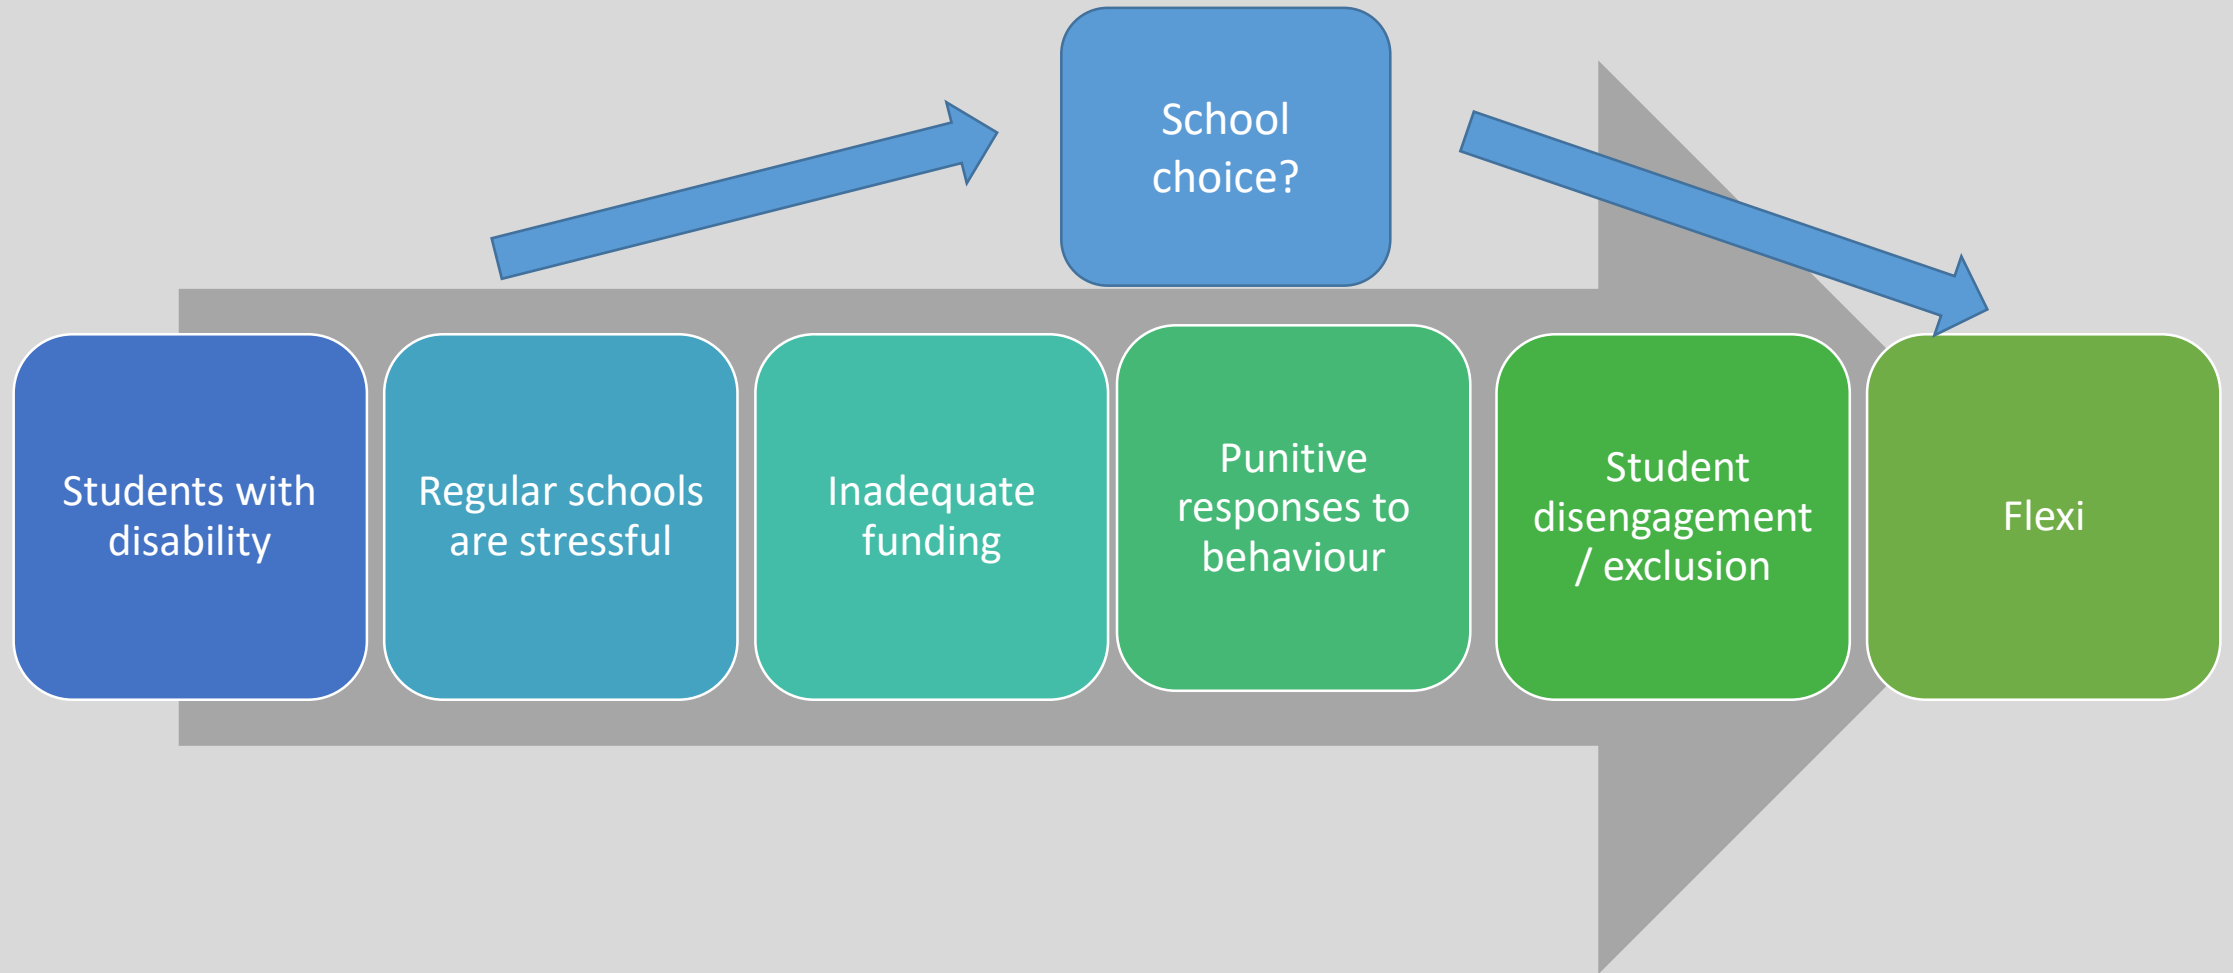 School
choice?
Students with
disability
Regular schools
are stressful
Inadequate
funding
Punitive
responses to
behaviour
Student
disengagement
/ exclusion
Flexi